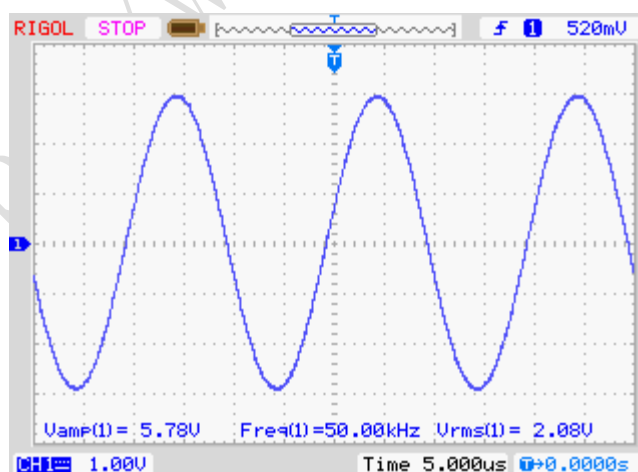 RIGOL STOP T f 1 520mV
T
1
Vamp(1)= 5.78V Freq(1)=50.00kHz Vrms(1)= 2.08V
CH1 1.00V Time 5.000us T→0.0000s